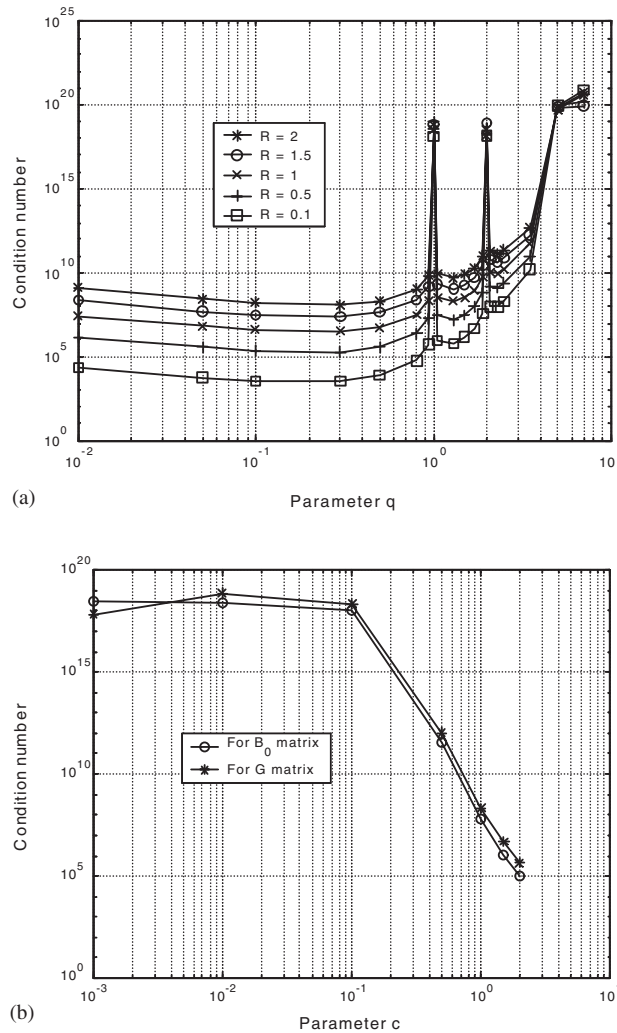 10^25
10^20
10^15
10^10
10^5
10^0
Condition number
R = 2
R = 1.5
R = 1
R = 0.5
R = 0.1
10^-2
10^-1
10^0
10
Parameter q
(a)
10^20
10^15
10^10
10^5
10^0
Condition number
For B_0 matrix
For G matrix
10^-3
10^-2
10^-1
10^0
10^1
Parameter c
(b)